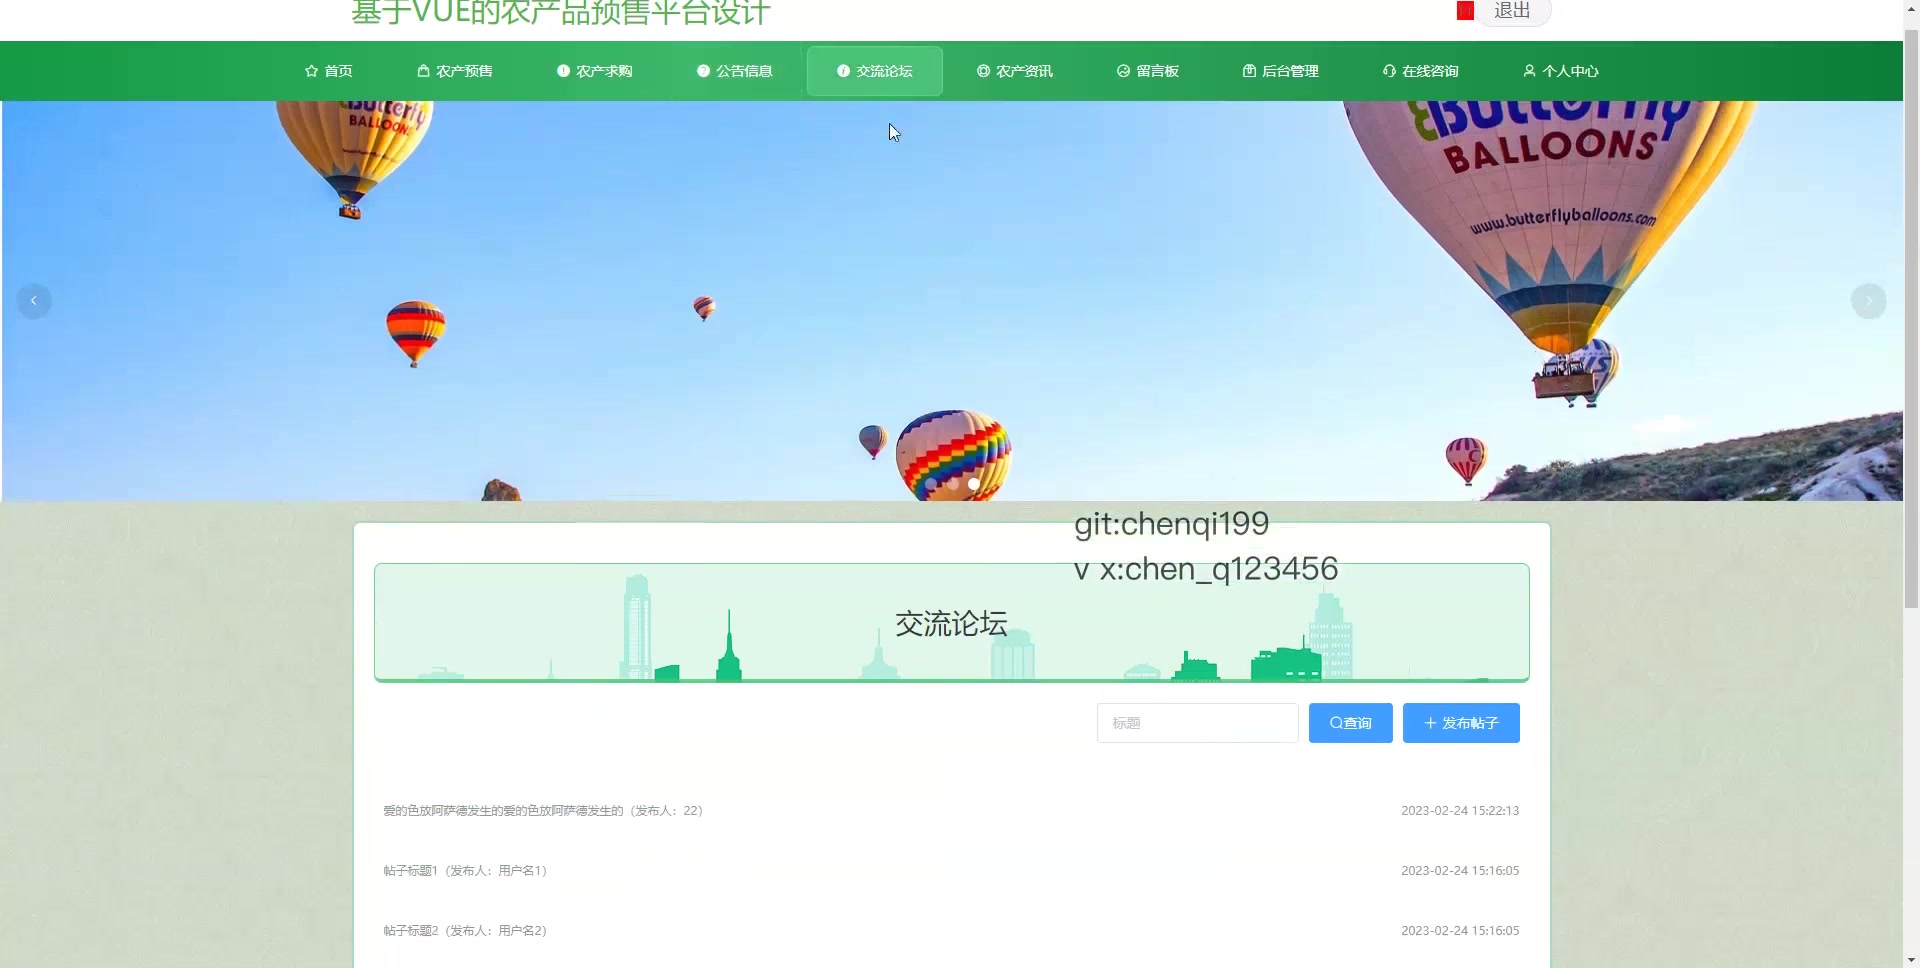 基于VUE的农产品预售平台设计
退出
首页 农产预售 农产求购 公告信息 交流论坛 农产资讯 留言板 后台管理 在线咨询 个人中心
Butterfly
BALLOONS
Butterfly
BALLOONS
www.butterflyballoons.com
git:chenqi199
v x:chen_q123456
交流论坛
标题 查询 发布帖子
爱的色放阿萨德发生的爱的色放阿萨德发生的（发布人：22） 2023-02-24 15:22:13
帖子标题1（发布人：用户名1） 2023-02-24 15:16:05
帖子标题2（发布人：用户名2） 2023-02-24 15:16:05